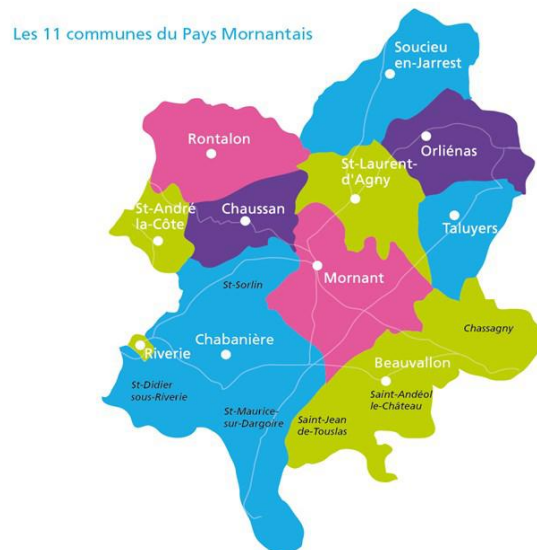 Les 11 communes du Pays Mornantais
Soucieu
en-Jarrest
Rontalon
Orliénas
St-Laurent-
d'Agny
St-André
la-Côte
Chaussan
Taluyers
Mornant
St-Sorlin
Chassagny
Chabanière
Riverie
Beauvallon
St-Didier
sous-Riverie
Saint-Andéol
le-Château
St-Maurice-
sur-Dargoire
Saint-Jean
de-Touslas